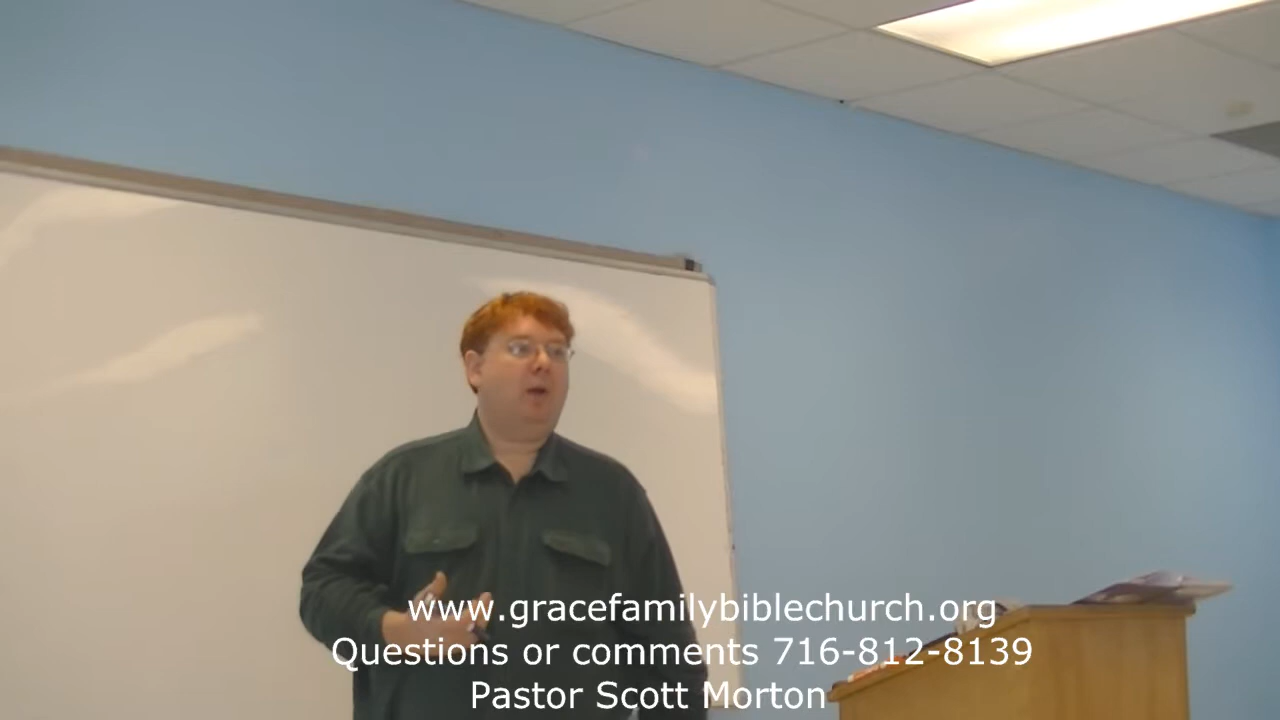 www.gracefamilybiblechurch.org
Questions or comments 716-812-8139
Pastor Scott Morton